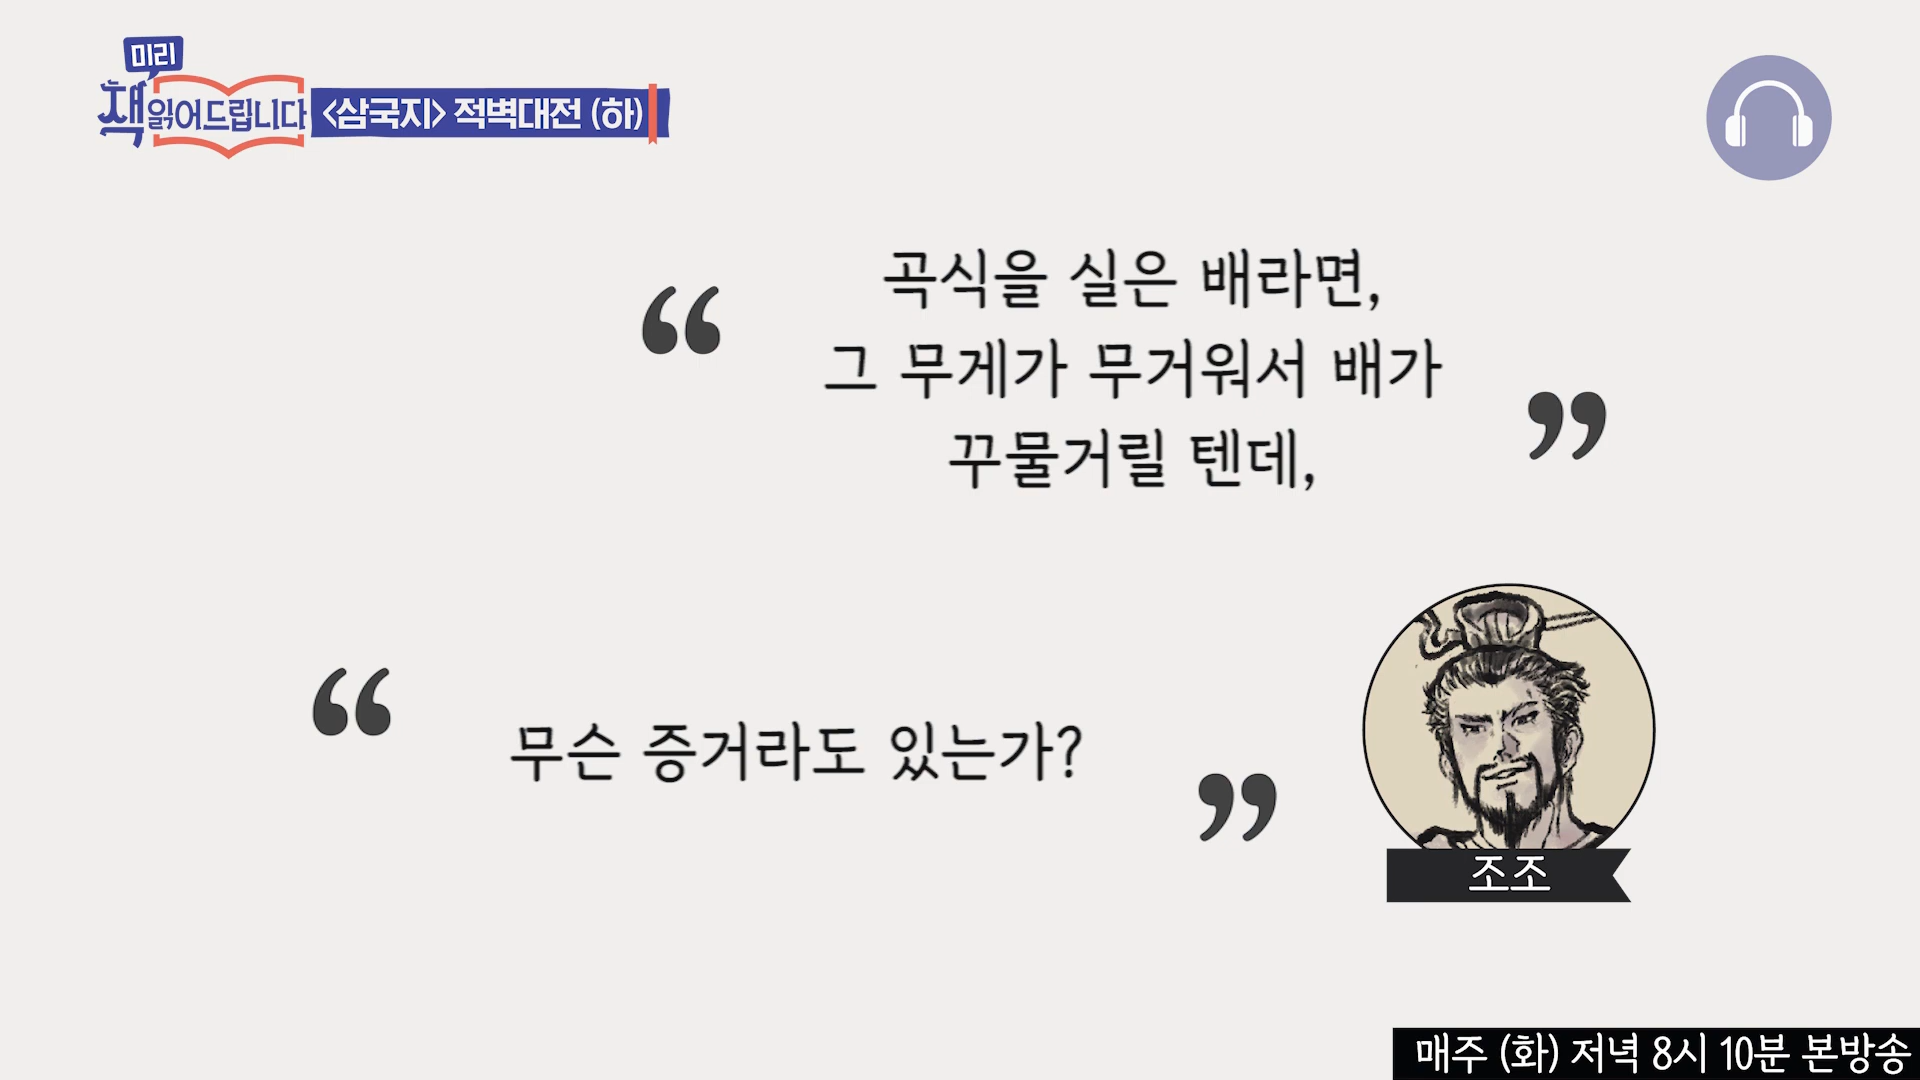 미리
책 읽어드립니다
<삼국지> 적벽대전 (하)
곡식을 실은 배라면,
그 무게가 무거워서 배가
꾸물거릴 텐데,
무슨 증거라도 있는가?
조조
매주 (화) 저녁 8시 10분 본방송